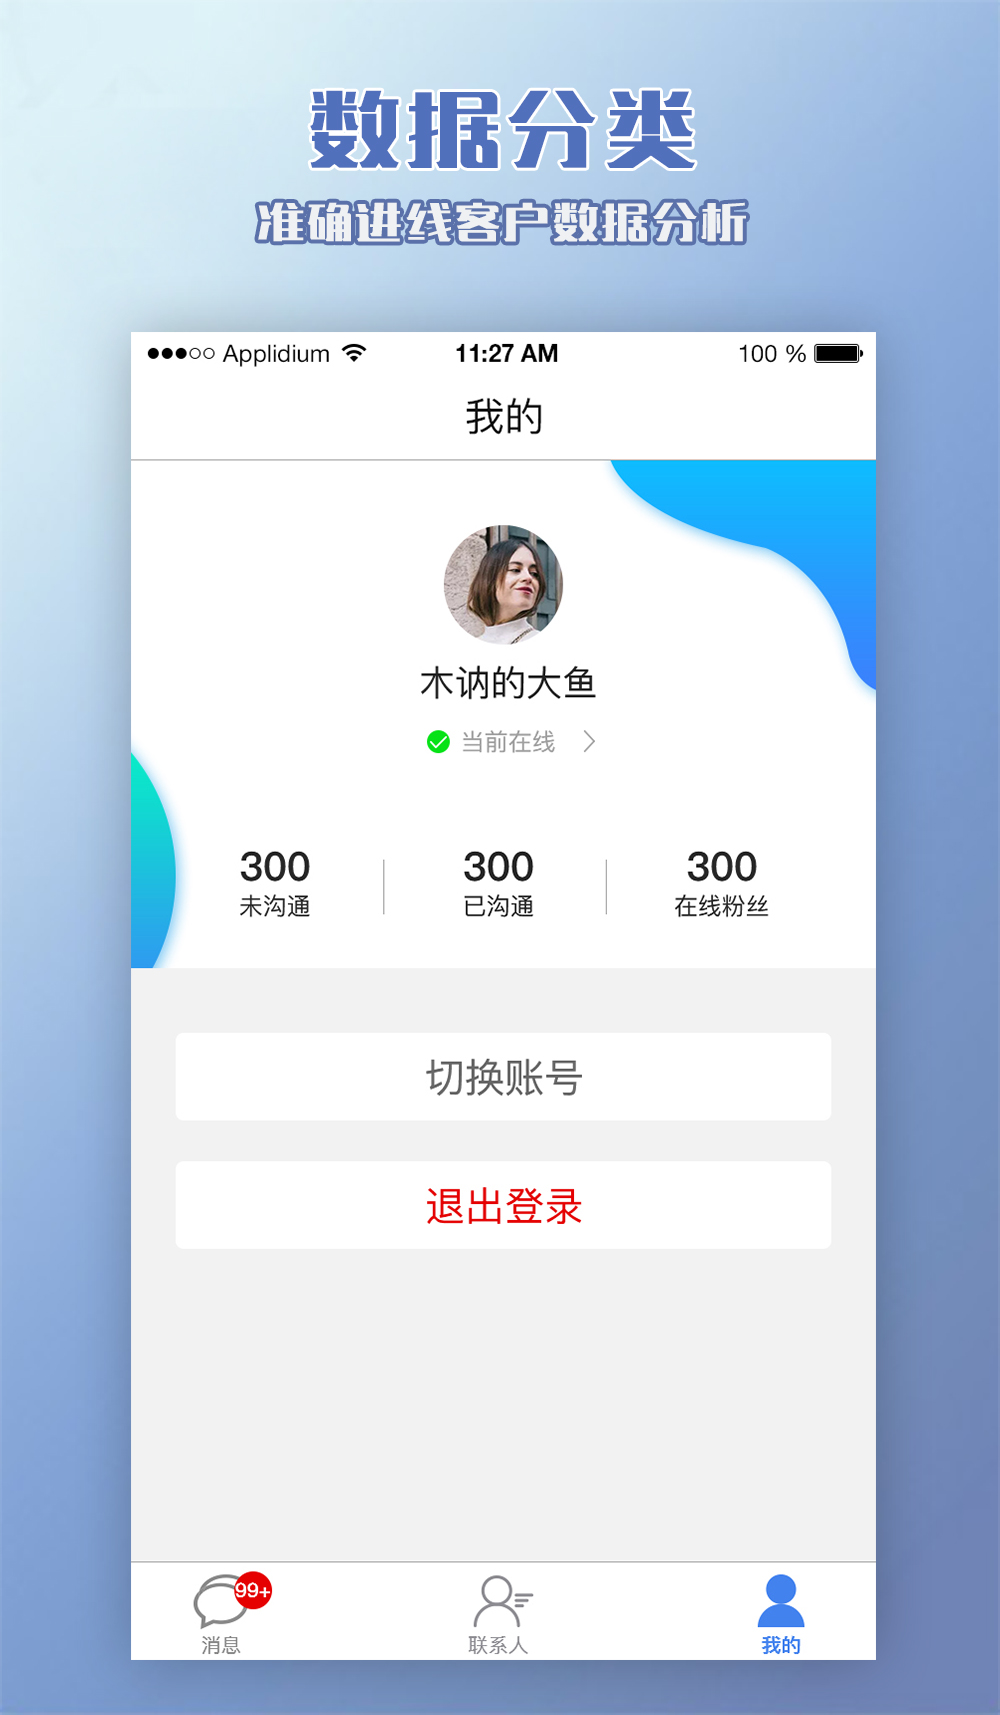 数据分类
准确进线客户数据分析
Applidium 11:27 AM 100 %
我的
木讷的大鱼
当前在线
300 300 300
未沟通 已沟通 在线粉丝
切换账号
退出登录
99+
消息 联系人 我的